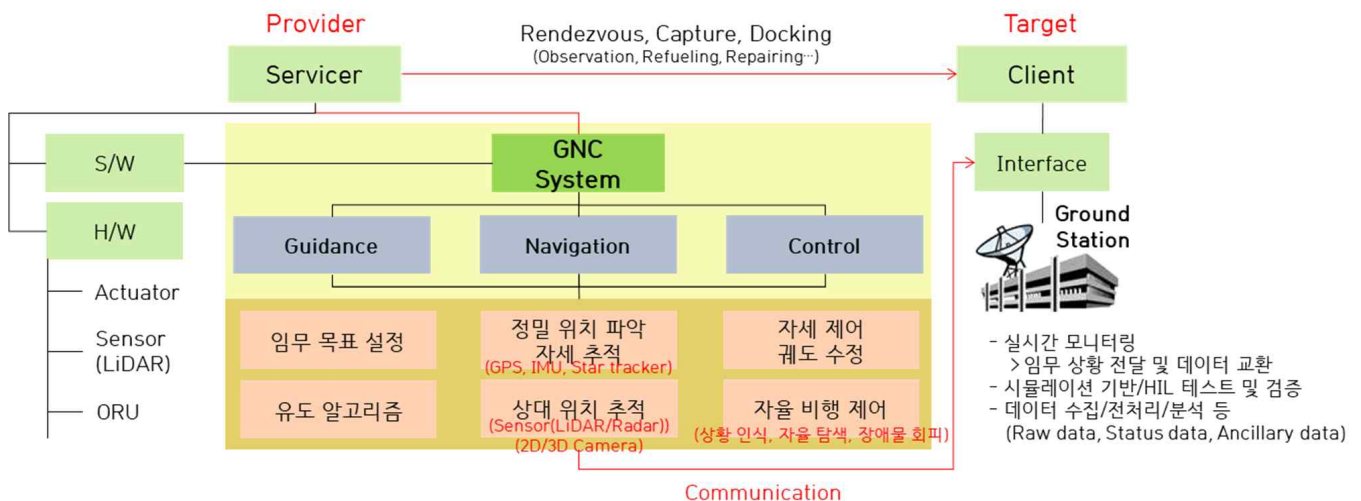 Provider
Servicer
Rendezvous, Capture, Docking
(Observation, Refueling, Repairing…)
Target
Client
S/W
H/W
Actuator
Sensor
(LiDAR)
ORU
GNC
System
Guidance
Navigation
Control
임무 목표 설정
정밀 위치 파악
자세 추적
(GPS, IMU, Star tracker)
자세 제어
궤도 수정
유도 알고리즘
상대 위치 추적
(Sensor(LiDAR/Radar))
(2D/3D Camera)
자율 비행 제어
(상황 인식, 자율 탐색, 장애물 회피)
Communication
Interface
Ground
Station
- 실시간 모니터링
> 임무 상황 전달 및 데이터 교환
- 시뮬레이션 기반/HIL 테스트 및 검증
- 데이터 수집/전처리/분석 등
(Raw data, Status data, Ancillary data)